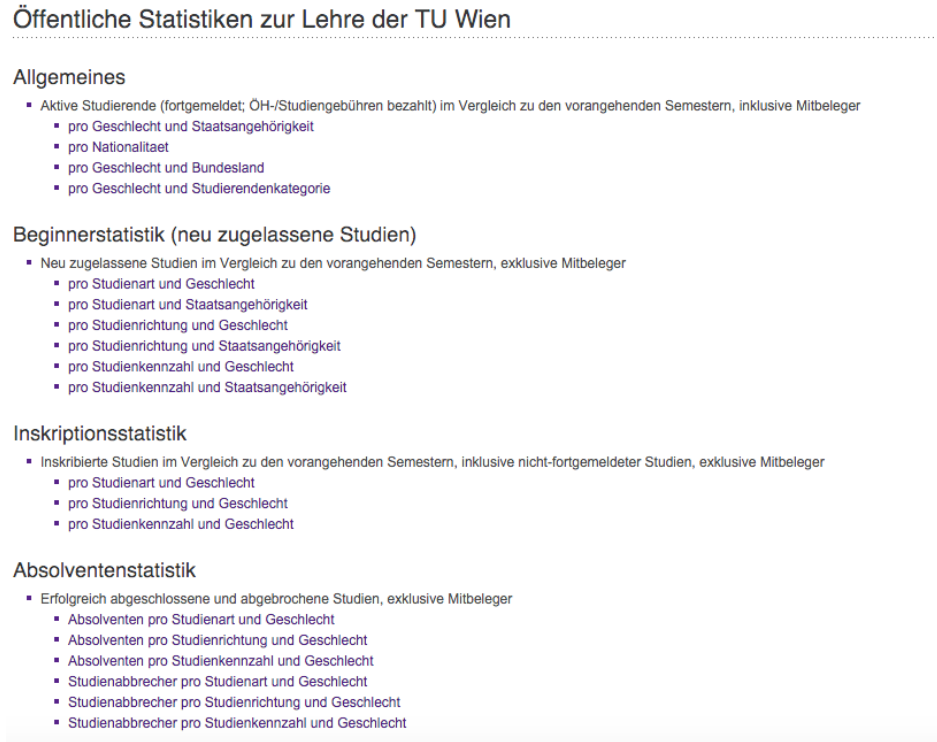 Öffentliche Statistiken zur Lehre der TU Wien
Allgemeines
Aktive Studierende (fortgemeldet; ÖH-/Studiengebühren bezahlt) im Vergleich zu den vorangehenden Semestern, inklusive Mitbeleger
pro Geschlecht und Staatsangehörigkeit
pro Nationalitaet
pro Geschlecht und Bundesland
pro Geschlecht und Studierendenkategorie
Beginnerstatistik (neu zugelassene Studien)
Neu zugelassene Studien im Vergleich zu den vorangehenden Semestern, exklusive Mitbeleger
pro Studienart und Geschlecht
pro Studienart und Staatsangehörigkeit
pro Studienrichtung und Geschlecht
pro Studienrichtung und Staatsangehörigkeit
pro Studienkennzahl und Geschlecht
pro Studienkennzahl und Staatsangehörigkeit
Inskriptionsstatistik
Inskribierte Studien im Vergleich zu den vorangehenden Semestern, inklusive nicht-fortgemeldeter Studien, exklusive Mitbeleger
pro Studienart und Geschlecht
pro Studienrichtung und Geschlecht
pro Studienkennzahl und Geschlecht
Absolventenstatistik
Erfolgreich abgeschlossene und abgebrochene Studien, exklusive Mitbeleger
Absolventen pro Studienart und Geschlecht
Absolventen pro Studienrichtung und Geschlecht
Absolventen pro Studienkennzahl und Geschlecht
Studienabbrecher pro Studienart und Geschlecht
Studienabbrecher pro Studienrichtung und Geschlecht
Studienabbrecher pro Studienkennzahl und Geschlecht